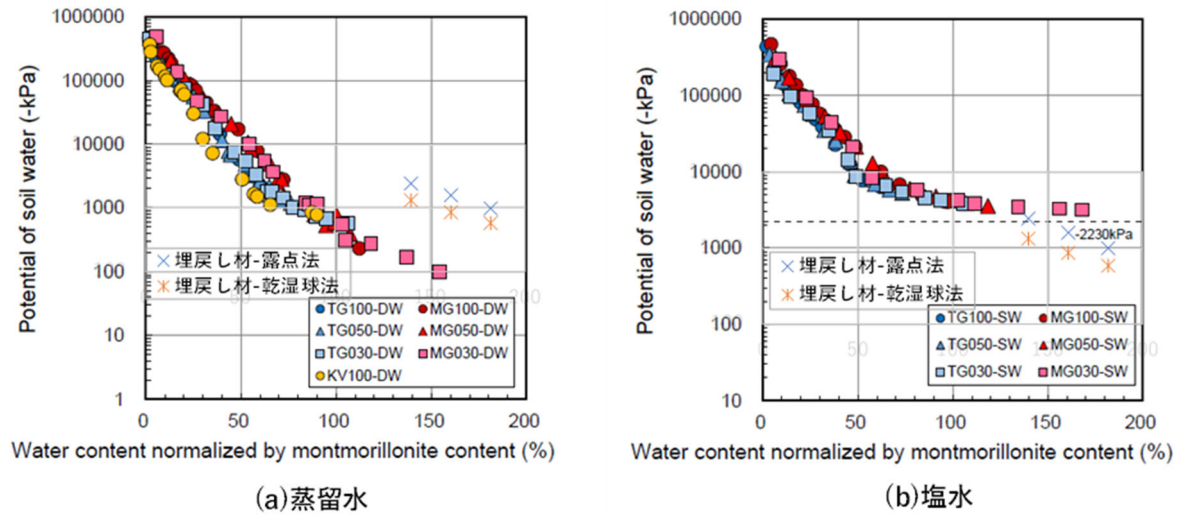 Potential of soil water (-kPa)
1000000
100000
10000
1000
100
10
1
0
50
100
150
200
×埋戻し材-露点法
埋戻し材-乾湿球法
TG100-DW
MG100-DW
TG050-DW
MG050-DW
TG030-DW
MG030-DW
KV100-DW
Water content normalized by montmorillonite content (%)
(a)蒸留水
Potential of soil water (-kPa)
1000000
100000
10000
1000
100
10
-2230kPa
0
50
100
150
200
×埋戻し材-露点法
埋戻し材-乾湿球法
TG100-SW
MG100-SW
TG050-SW
MG050-SW
TG030-SW
MG030-SW
50
100
150
200
Water content normalized by montmorillonite content (%)
(b)塩水